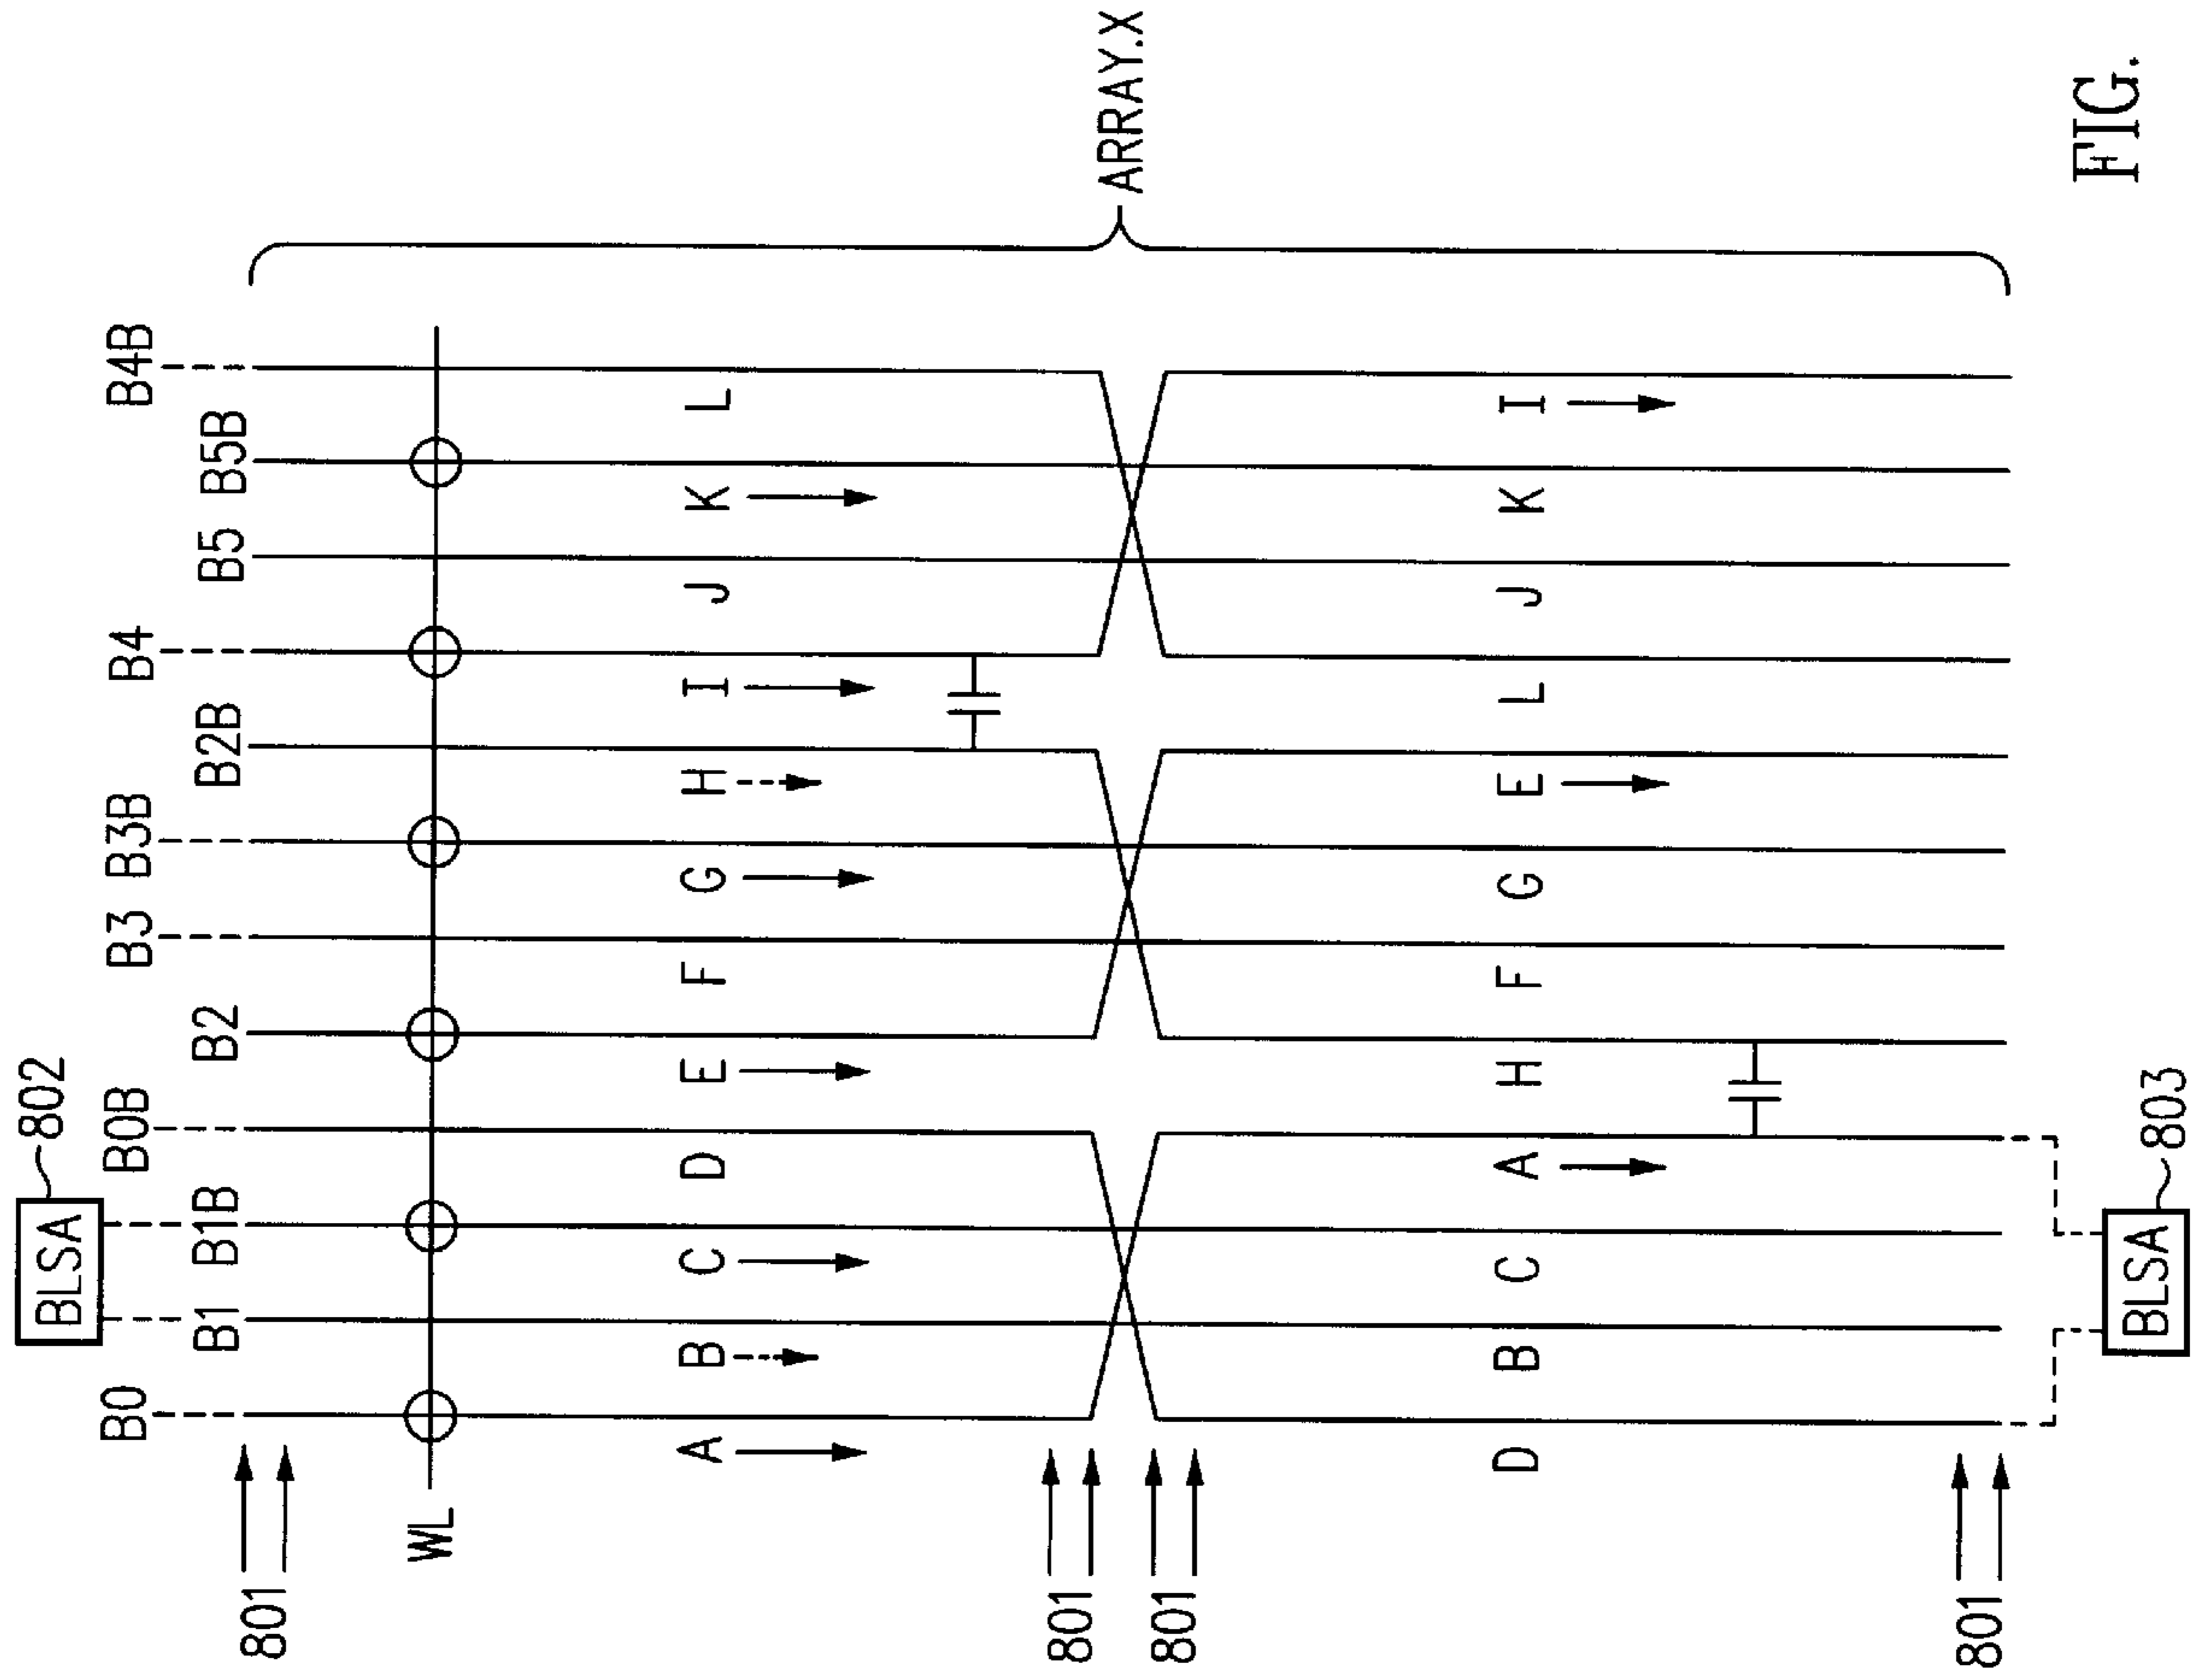 BLSA 802
B0 B0B B3 B3B B4 B4B
B1 B1B B2 B2B B5 B5B
801
WL
A B C D E F G H I J K L
801
ARRAY.X
801
D B C A H F G E L J K I
801
BLSA 803
FIG.